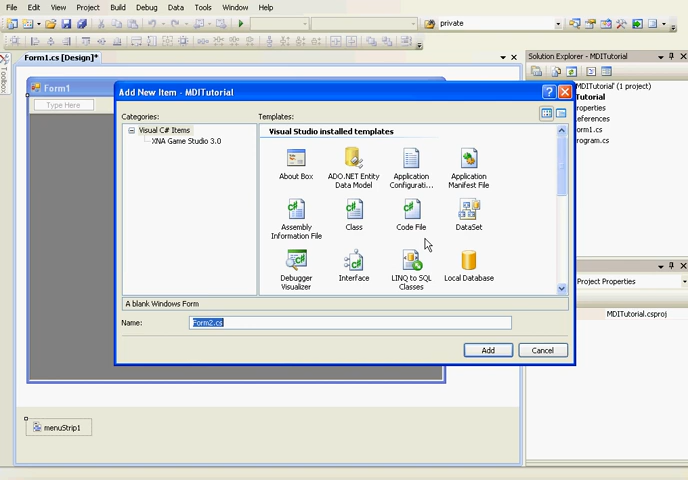 File Edit View Project Build Debug Data Tools Window Help
private
Form1.cs [Design]*
Solution Explorer - MDITutorial
Toolbox
Form1
Type Here
MDITutorial' (1 project)
Tutorial
roperties
eferences
orm1.cs
rogram.cs
Add New Item - MDITutorial
Categories:
Templates:
Visual C# Items
XNA Game Studio 3.0
Visual Studio installed templates
About Box
ADO.NET Entity Data Model
Application Configurati...
Application Manifest File
Assembly Information File
Class
Code File
DataSet
Debugger Visualizer
Interface
LINQ to SQL Classes
Local Database
A blank Windows Form
Name:
Form2.cs
Add
Cancel
Project Properties
MDITutorial.csproj
menuStrip1